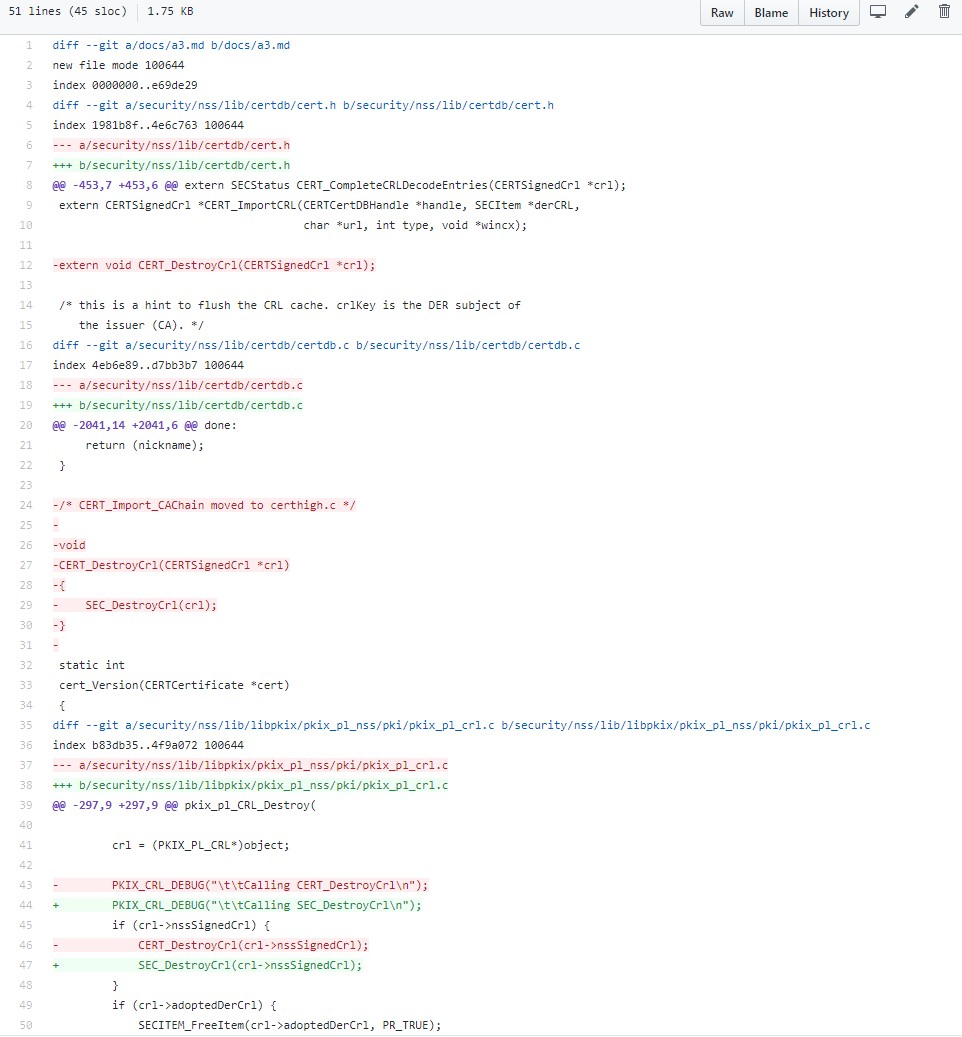 51 lines (45 sloc) 1.75 KB Raw Blame History
1 diff --git a/docs/a3.md b/docs/a3.md
2 new file mode 100644
3 index 0000000..e69de29
4 diff --git a/security/nss/lib/certdb/cert.h b/security/nss/lib/certdb/cert.h
5 index 1981b8f..4e6c763 100644
6 --- a/security/nss/lib/certdb/cert.h
7 +++ b/security/nss/lib/certdb/cert.h
8 @@ -453,7 +453,6 @@ extern SECStatus CERT_CompleteCRLDecodeEntries(CERTSignedCrl *crl);
9  extern CERTSignedCrl *CERT_ImportCRL(CERTCertDBHandle *handle, SECItem *derCRL,
10                                       char *url, int type, void *wincx);
11
12 -extern void CERT_DestroyCrl(CERTSignedCrl *crl);
13
14  /* this is a hint to flush the CRL cache. crlKey is the DER subject of
15     the issuer (CA). */
16 diff --git a/security/nss/lib/certdb/certdb.c b/security/nss/lib/certdb/certdb.c
17 index 4eb6e89..d7bb3b7 100644
18 --- a/security/nss/lib/certdb/certdb.c
19 +++ b/security/nss/lib/certdb/certdb.c
20 @@ -2041,14 +2041,6 @@ done:
21      return (nickname);
22  }
23
24 -/* CERT_Import_CAChain moved to certhigh.c */
25 -
26 -void
27 -CERT_DestroyCrl(CERTSignedCrl *crl)
28 -{
29 -    SEC_DestroyCrl(crl);
30 -}
31 -
32  static int
33  cert_Version(CERTCertificate *cert)
34  {
35 diff --git a/security/nss/lib/libpkix/pkix_pl_nss/pki/pkix_pl_crl.c b/security/nss/lib/libpkix/pkix_pl_nss/pki/pkix_pl_crl.c
36 index b83db35..4f9a072 100644
37 --- a/security/nss/lib/libpkix/pkix_pl_nss/pki/pkix_pl_crl.c
38 +++ b/security/nss/lib/libpkix/pkix_pl_nss/pki/pkix_pl_crl.c
39 @@ -297,9 +297,9 @@ pkix_pl_CRL_Destroy(
40
41          crl = (PKIX_PL_CRL*)object;
42
43 -        PKIX_CRL_DEBUG("\t\tCalling CERT_DestroyCrl\n");
44 +        PKIX_CRL_DEBUG("\t\tCalling SEC_DestroyCrl\n");
45          if (crl->nssSignedCrl) {
46 -            CERT_DestroyCrl(crl->nssSignedCrl);
47 +            SEC_DestroyCrl(crl->nssSignedCrl);
48          }
49          if (crl->adoptedDerCrl) {
50              SECITEM_FreeItem(crl->adoptedDerCrl, PR_TRUE);